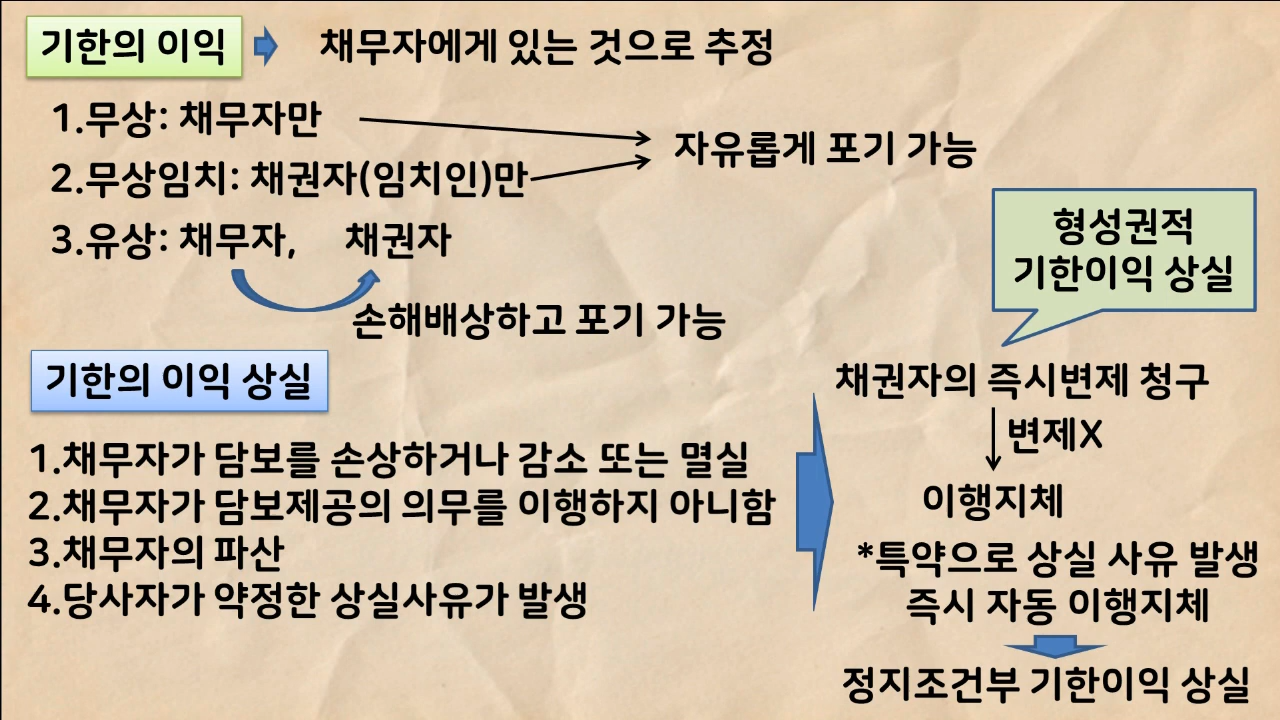 기한의 이익
채무자에게 있는 것으로 추정
1.무상: 채무자만
2.무상임치: 채권자(임치인)만
자유롭게 포기 가능
3.유상: 채무자, 채권자
손해배상하고 포기 가능
기한의 이익 상실
1.채무자가 담보를 손상하거나 감소 또는 멸실
2.채무자가 담보제공의 의무를 이행하지 아니함
3.채무자의 파산
4.당사자가 약정한 상실사유가 발생
형성권적
기한이익 상실
채권자의 즉시변제 청구
변제X
이행지체
*특약으로 상실 사유 발생
즉시 자동 이행지체
정지조건부 기한이익 상실